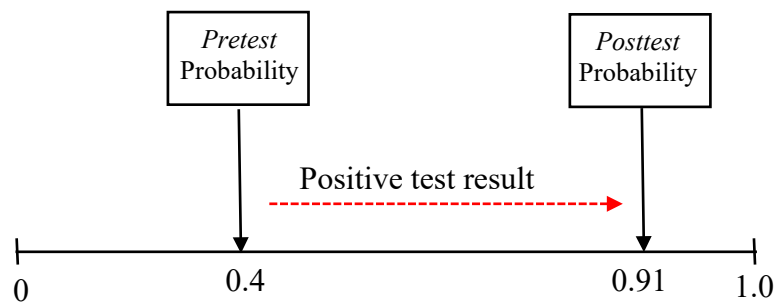 Pretest
Probability
Posttest
Probability
Positive test result
0
0.4
0.91
1.0